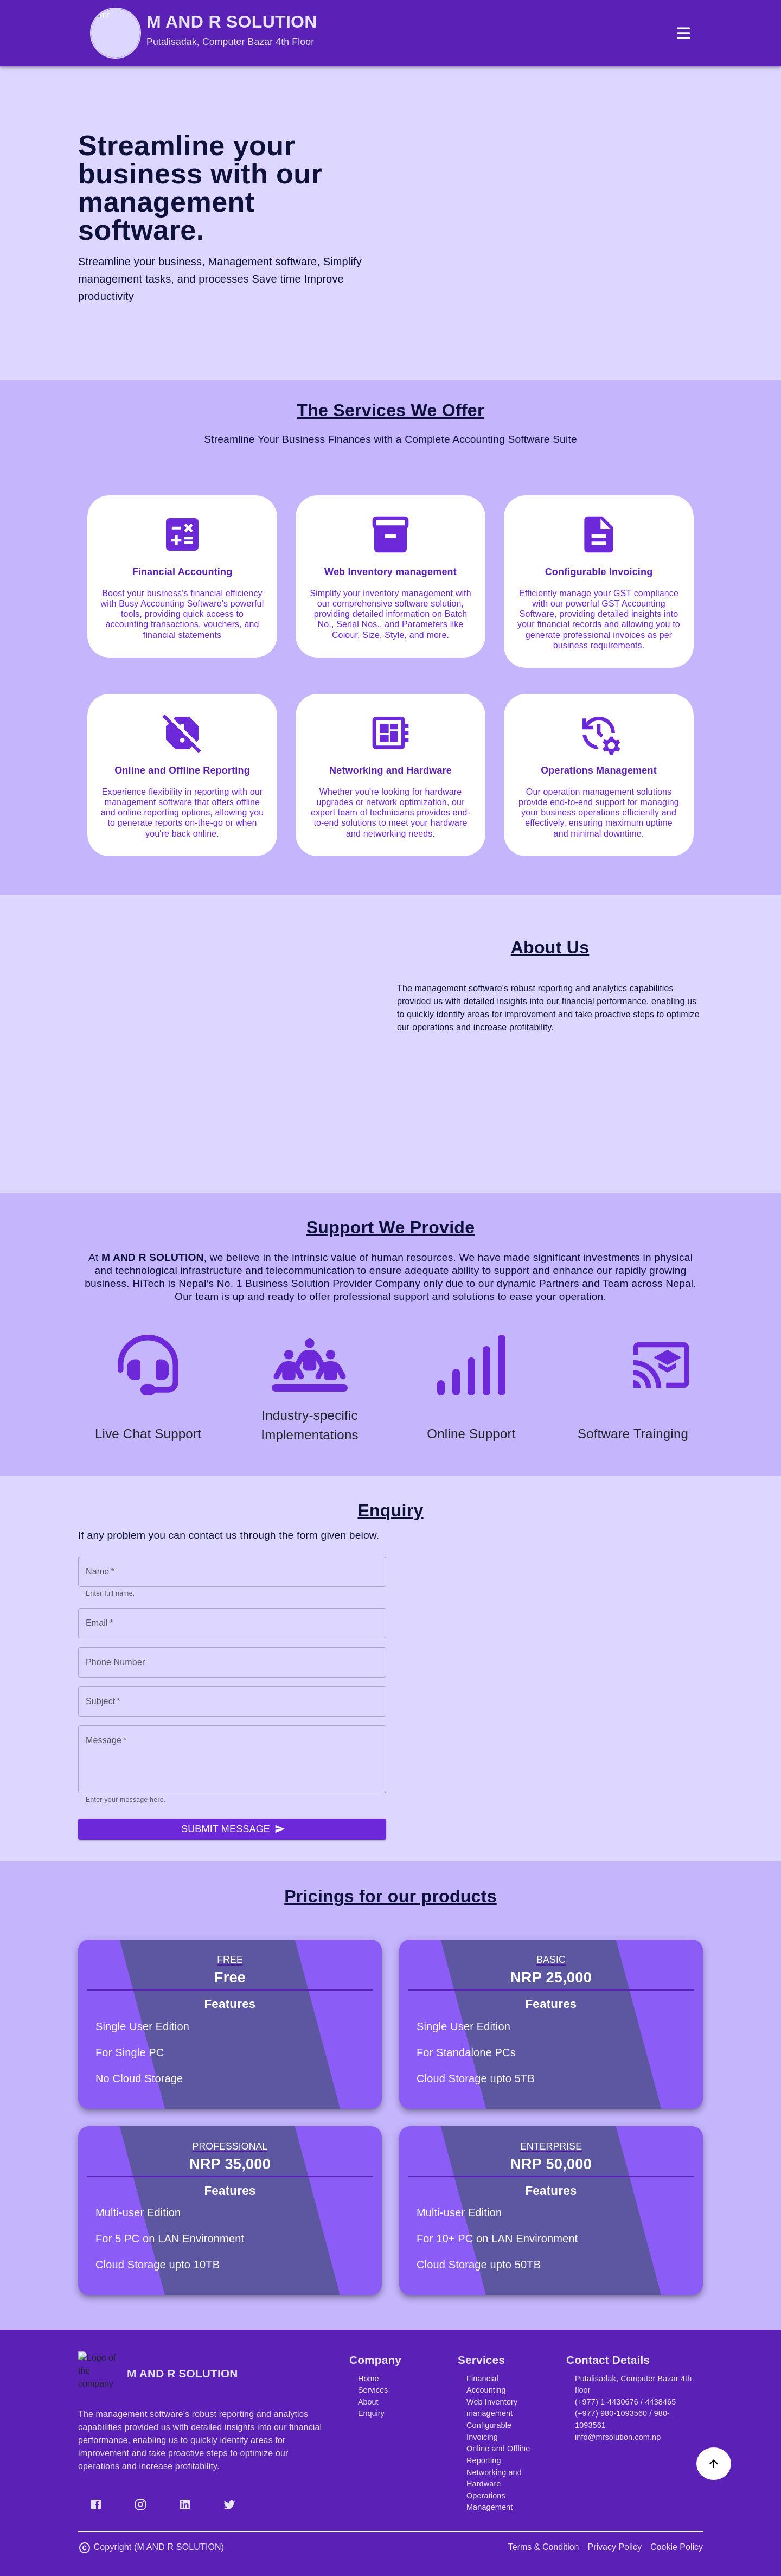 M AND R SOLUTION
Putalisadak, Computer Bazar 4th Floor
Streamline your
business with our
management
software.
Streamline your business, Management software, Simplify
management tasks, and processes Save time Improve
productivity
The Services We Offer
Streamline Your Business Finances with a Complete Accounting Software Suite
Financial Accounting
Boost your business's financial efficiency
with Busy Accounting Software's powerful
tools, providing quick access to
accounting transactions, vouchers, and
financial statements
Web Inventory management
Simplify your inventory management with
our comprehensive software solution,
providing detailed information on Batch
No., Serial Nos., and Parameters like
Colour, Size, Style, and more.
Configurable Invoicing
Efficiently manage your GST compliance
with our powerful GST Accounting
Software, providing detailed insights into
your financial records and allowing you to
generate professional invoices as per
business requirements.
Online and Offline Reporting
Experience flexibility in reporting with our
management software that offers offline
and online reporting options, allowing you
to generate reports on-the-go or when
you're back online.
Networking and Hardware
Whether you're looking for hardware
upgrades or network optimization, our
expert team of technicians provides end-
to-end solutions to meet your hardware
and networking needs.
Operations Management
Our operation management solutions
provide end-to-end support for managing
your business operations efficiently and
effectively, ensuring maximum uptime
and minimal downtime.
About Us
The management software's robust reporting and analytics capabilities
provided us with detailed insights into our financial performance, enabling us
to quickly identify areas for improvement and take proactive steps to optimize
our operations and increase profitability.
Support We Provide
At M AND R SOLUTION, we believe in the intrinsic value of human resources. We have made significant investments in physical
and technological infrastructure and telecommunication to ensure adequate ability to support and enhance our rapidly growing
business. HiTech is Nepal's No. 1 Business Solution Provider Company only due to our dynamic Partners and Team across Nepal.
Our team is up and ready to offer professional support and solutions to ease your operation.
Live Chat Support
Industry-specific
Implementations
Online Support
Software Trainging
Enquiry
If any problem you can contact us through the form given below.
Name *
Enter full name.
Email *
Phone Number
Subject *
Message *
Enter your message here.
SUBMIT MESSAGE
Pricings for our products
FREE
Free
Features
Single User Edition
For Single PC
No Cloud Storage
BASIC
NRP 25,000
Features
Single User Edition
For Standalone PCs
Cloud Storage upto 5TB
PROFESSIONAL
NRP 35,000
Features
Multi-user Edition
For 5 PC on LAN Environment
Cloud Storage upto 10TB
ENTERPRISE
NRP 50,000
Features
Multi-user Edition
For 10+ PC on LAN Environment
Cloud Storage upto 50TB
Logo of
the
company
M AND R SOLUTION
The management software's robust reporting and analytics
capabilities provided us with detailed insights into our financial
performance, enabling us to quickly identify areas for
improvement and take proactive steps to optimize our
operations and increase profitability.
Company
Home
Services
About
Enquiry
Services
Financial
Accounting
Web Inventory
management
Configurable
Invoicing
Online and Offline
Reporting
Networking and
Hardware
Operations
Management
Contact Details
Putalisadak, Computer Bazar 4th
floor
(+977) 1-4430676 / 4438465
(+977) 980-1093560 / 980-
1093561
info@mrsolution.com.np
Copyright (M AND R SOLUTION)
Terms & Condition Privacy Policy Cookie Policy